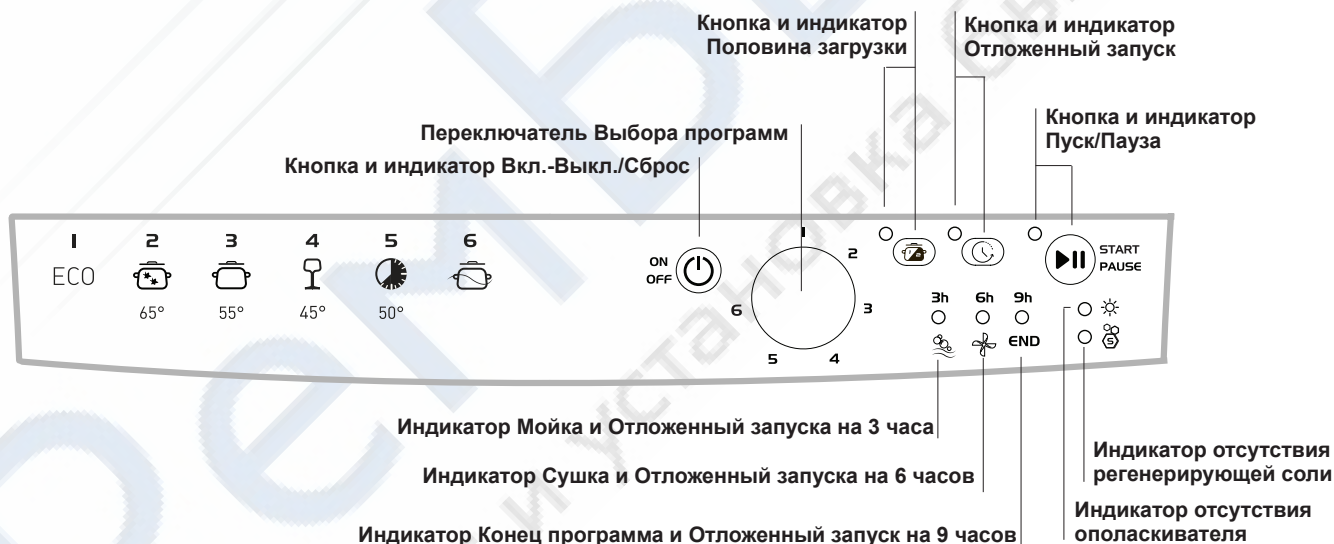 Кнопка и индикатор
Половина загрузки
Кнопка и индикатор
Отложенный запуск
Кнопка и индикатор
Пуск/Пауза
Переключатель Выбора программ
Кнопка и индикатор Вкл.-Выкл./Сброс
1 2 3 4 5 6
ECO
65° 55° 45° 50°
ON
OFF
1
2
3
4
5
6
START
PAUSE
3h 6h 9h
END
S
Индикатор Мойка и Отложенный запуска на 3 часа
Индикатор Сушка и Отложенный запуска на 6 часов
Индикатор Конец программа и Отложенный запуск на 9 часов
Индикатор отсутствия
регенерирующей соли
Индикатор отсутствия
ополаскивателя